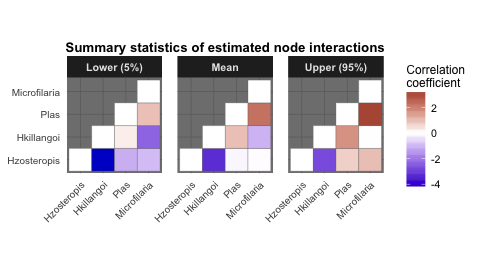 Summary statistics of estimated node interactions
Lower (5%) Mean Upper (95%)
Correlation
coefficient
2
0
-2
-4
Microfilaria
Plas
Hkillangoi
Hzosteropis
Hzosteropis Hkillangoi Plas Microfilaria Hzosteropis Hkillangoi Plas Microfilaria Hzosteropis Hkillangoi Plas Microfilaria